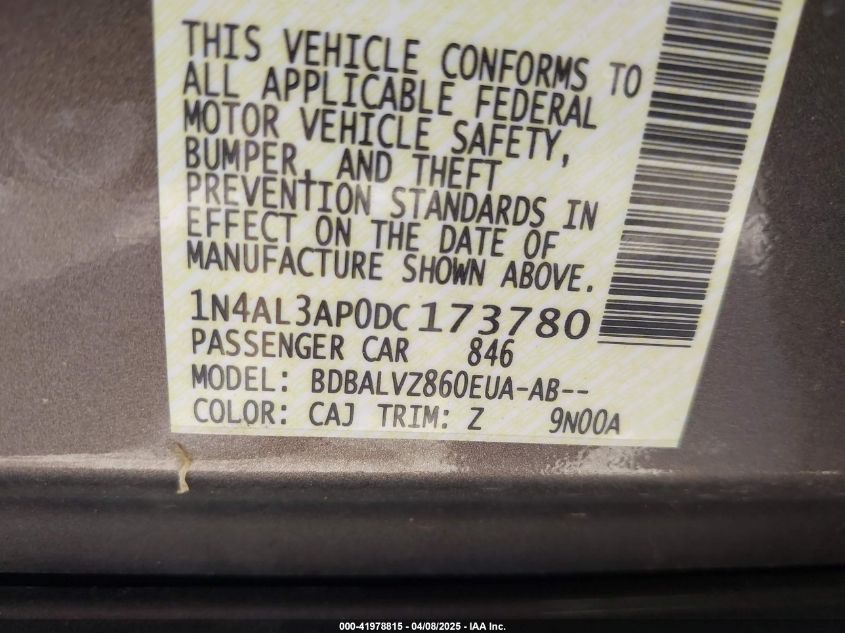 THIS VEHICLE CONFORMS TO
ALL APPLICABLE FEDERAL
MOTOR VEHICLE SAFETY,
BUMPER, AND THEFT
PREVENTION STANDARDS IN
EFFECT ON THE DATE OF
MANUFACTURE SHOWN ABOVE.
1N4AL3AP0DC173780
PASSENGER CAR 846
MODEL: BDBALVZ860EUA-AB--
COLOR: CAJ TRIM: Z 9N00A
000-41978815 - 04/08/2025 - IAA Inc.